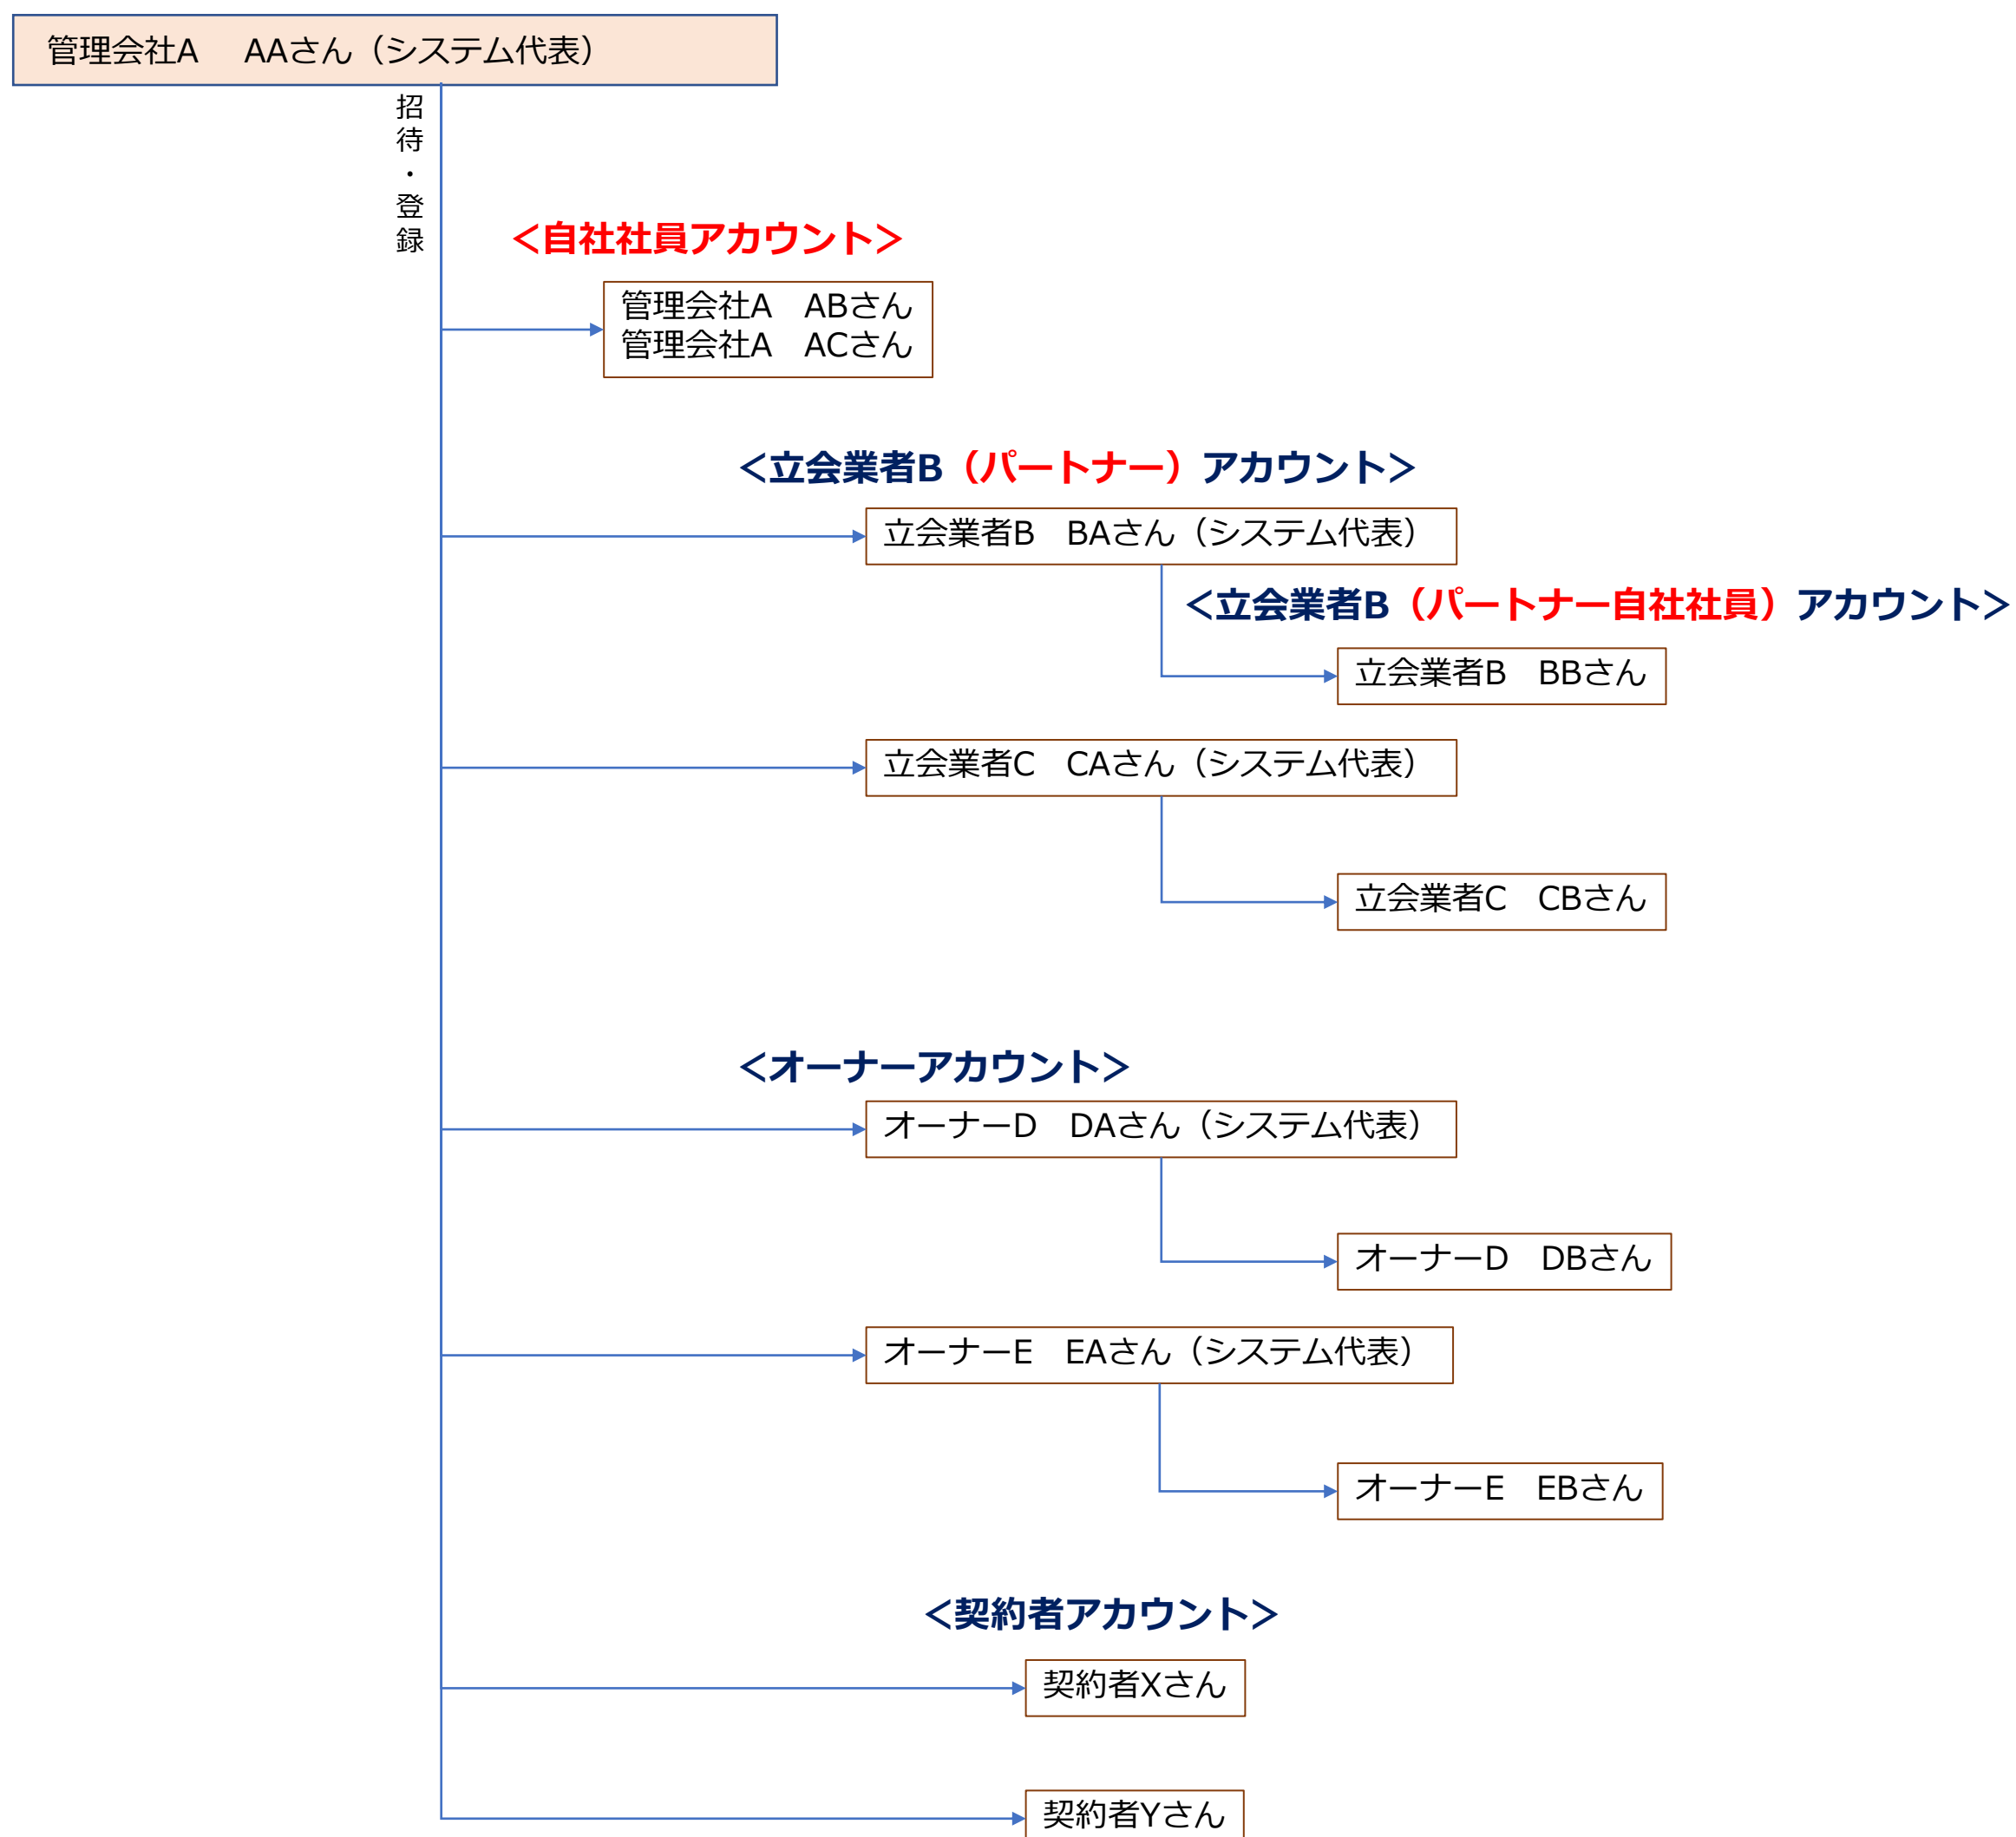 管理会社A　AAさん（システム代表）
招待・登録
＜自社社員アカウント＞
管理会社A　ABさん
管理会社A　ACさん
＜立会業者B（パートナー）アカウント＞
立会業者B　BAさん（システム代表）
＜立会業者B（パートナー自社社員）アカウント＞
立会業者B　BBさん
立会業者C　CAさん（システム代表）
立会業者C　CBさん
＜オーナーアカウント＞
オーナーD　DAさん（システム代表）
オーナーD　DBさん
オーナーE　EAさん（システム代表）
オーナーE　EBさん
＜契約者アカウント＞
契約者Xさん
契約者Yさん